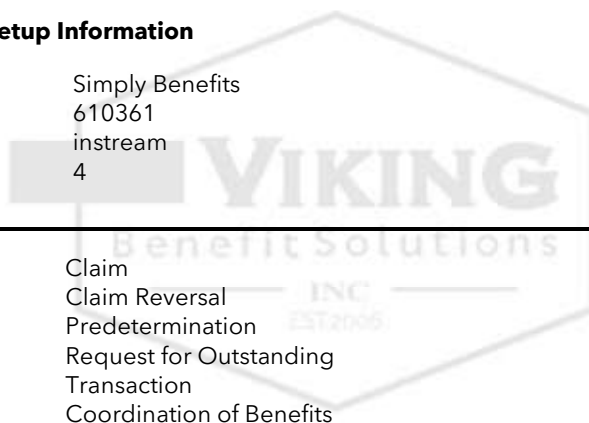 etup Information
Simply Benefits
610361
instream
4
VIKING
Benefit Solutions
Claim
Claim Reversal
INC
Predetermination
EST2005
Request for Outstanding
Transaction
Coordination of Benefits